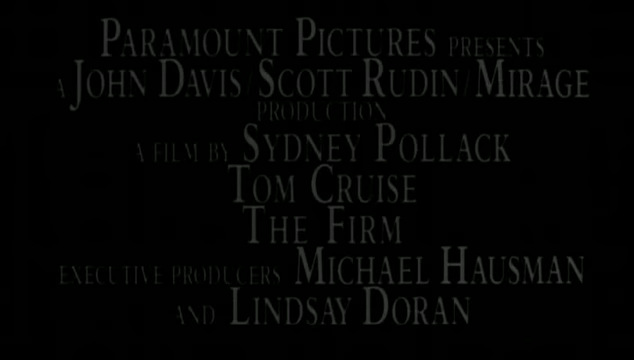 PARAMOUNT PICTURES PRESENTS
A JOHN DAVIS/SCOTT RUDIN/MIRAGE
PRODUCTION
A FILM BY SYDNEY POLLACK
TOM CRUISE
THE FIRM
EXECUTIVE PRODUCERS MICHAEL HAUSMAN
AND LINDSAY DORAN